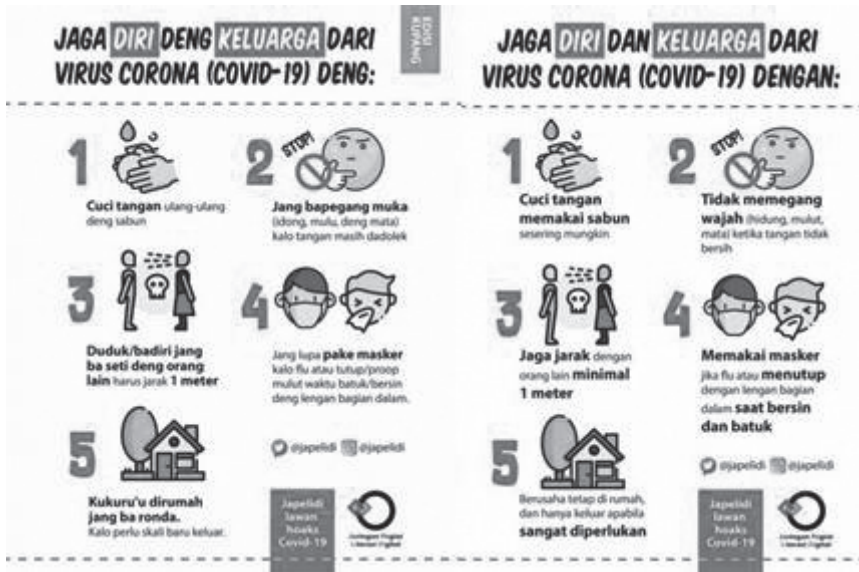 JAGA DIRI DENG KELUARGA DARI
VIRUS CORONA (COVID-19) DENG:
EDISI
KUPANG
1
Cuci tangan ulang-ulang
deng sabun
2
STOP!
Jang bapegang muka
(idong, mulu, deng mata)
kalo tangan masih dadolek
3
Duduk/badiri jang
ba seti deng orang
lain harus jarak 1 meter
4
Jang lupa pake masker
kalo flu atau tutup/proop
mulut waktu batuk/bersin
deng lengan bagian dalam.
5
Kukuru'u dirumah
jang ba ronda.
Kalo perlu skali baru keluar.
@japelidi @japelidi
Japelidi
lawan
hoaks
Covid-19
JAGA DIRI DAN KELUARGA DARI
VIRUS CORONA (COVID-19) DENGAN:
1
Cuci tangan
memakai sabun
sesering mungkin
2
STOP!
Tidak memegang
wajah (hidung, mulut,
mata) ketika tangan tidak
bersih
3
Jaga jarak dengan
orang lain minimal
1 meter
4
Memakai masker
jika flu atau menutup
dengan lengan bagian
dalam saat bersin
dan batuk
5
Berusaha tetap di rumah,
dan hanya keluar apabila
sangat diperlukan
@japelidi @japelidi
Japelidi
lawan
hoaks
Covid-19